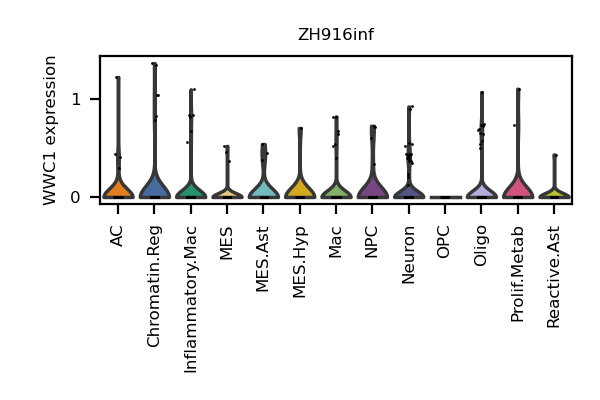 ZH916inf
WWC1 expression
1
0
AC
Chromatin.Reg
Inflammatory.Mac
MES
MES.Ast
MES.Hyp
Mac
NPC
Neuron
OPC
Oligo
Prolif.Metab
Reactive.Ast